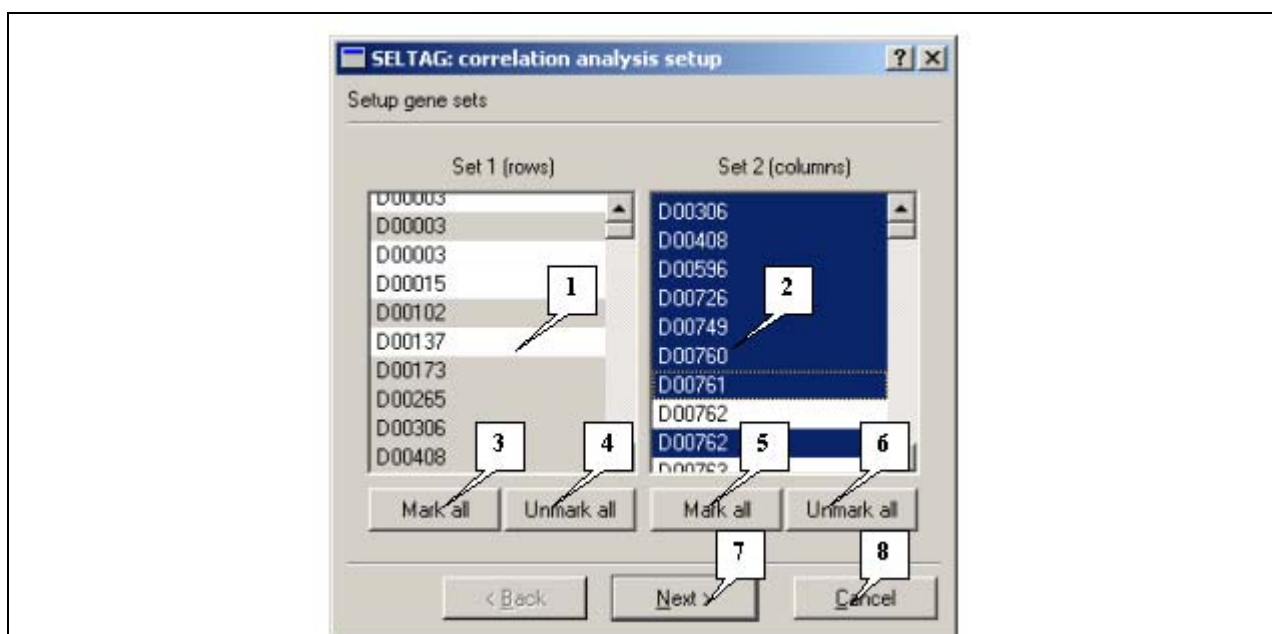 SELTAG: correlation analysis setup
Setup gene sets
Set 1 (rows)
D00003
D00003
D00003
D00015
D00102
D00137
D00173
D00265
D00306
D00408
1
Set 2 (columns)
D00306
D00408
D00596
D00726
D00749
D00760
D00761
D00762
D00762
D00763
2
3
4
5
6
Mark all
Unmark all
Mark all
Unmark all
7
8
< Back
Next >
Cancel